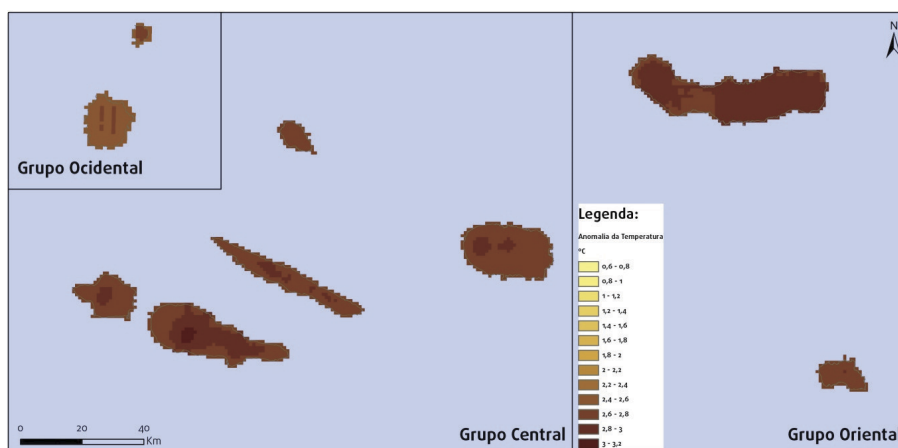 N
Grupo Ocidental
Legenda:
Anomalia da Temperatura
ºC
0,6 - 0,8
0,8 - 1
1 - 1,2
1,2 - 1,4
1,4 - 1,6
1,6 - 1,8
1,8 - 2
2 - 2,2
2,2 - 2,4
2,4 - 2,6
2,6 - 2,8
2,8 - 3
3 - 3,2
0 20 40
Km
Grupo Central
Grupo Orienta